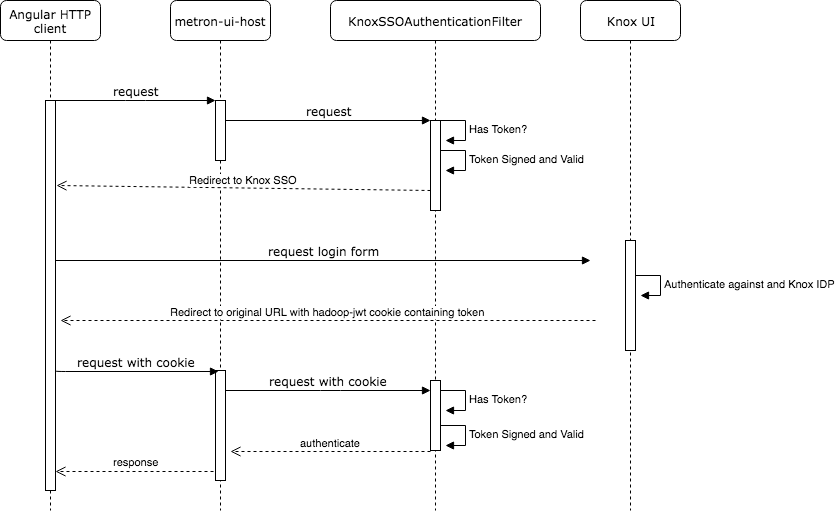 Angular HTTP
client
metron-ui-host
KnoxSSOAuthenticationFilter
Knox UI
request
request
Has Token?
Token Signed and Valid
Redirect to Knox SSO
request login form
Authenticate against and Knox IDP
Redirect to original URL with hadoop-jwt cookie containing token
request with cookie
request with cookie
Has Token?
Token Signed and Valid
authenticate
response